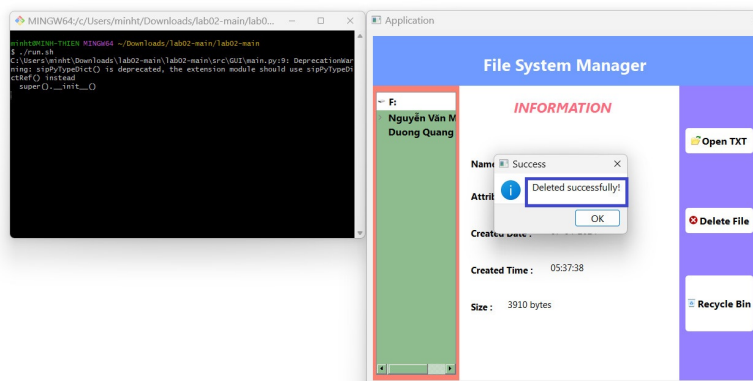 MINGW64:/c/Users/minht/Downloads/lab02-main/lab0...
minht@MINH-THIEN MINGW64 ~/Downloads/lab02-main/lab02-main
$ ./run.sh
C:\Users\minht\Downloads\lab02-main\lab02-main\src\GUI\main.py:9: DeprecationWar
ning: sipPyTypeDict() is deprecated, the extension module should use sipPyTypeDi
ctRef() instead
super().__init__()
Application
File System Manager
F:
Nguyễn Văn M
Duong Quang
INFORMATION
Name
Attrib
Created Date :
Created Time : 05:37:38
Size : 3910 bytes
Success
Deleted successfully!
OK
Open TXT
Delete File
Recycle Bin